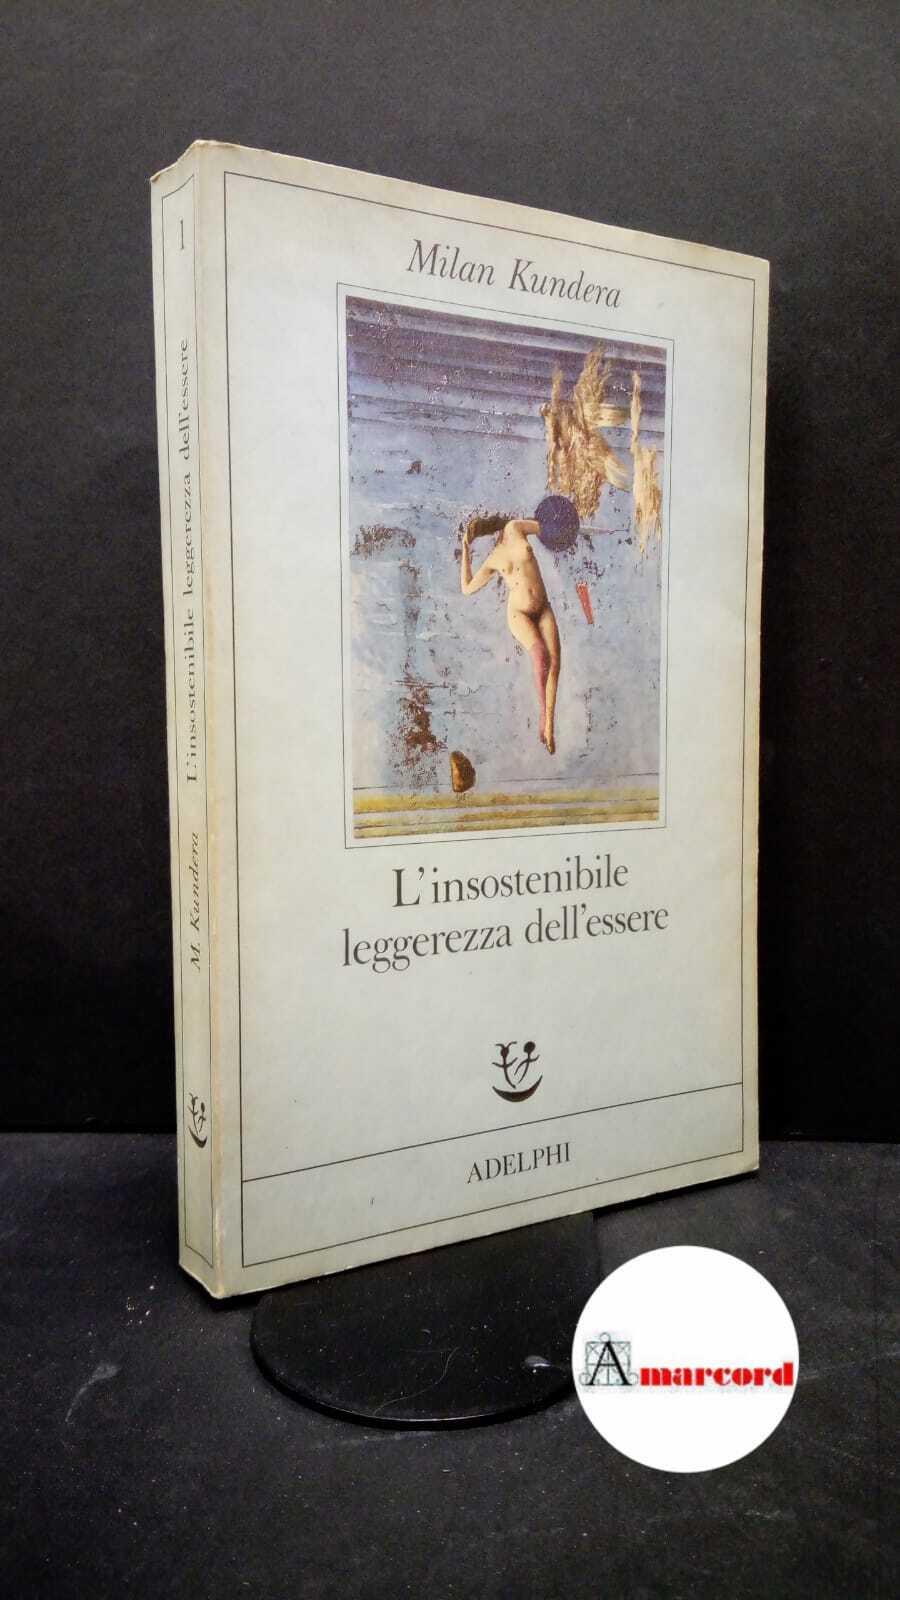 1
M. Kundera L'insostenibile leggerezza dell'essere
Milan Kundera
L'insostenibile
leggerezza dell'essere
ADELPHI
Amarcord